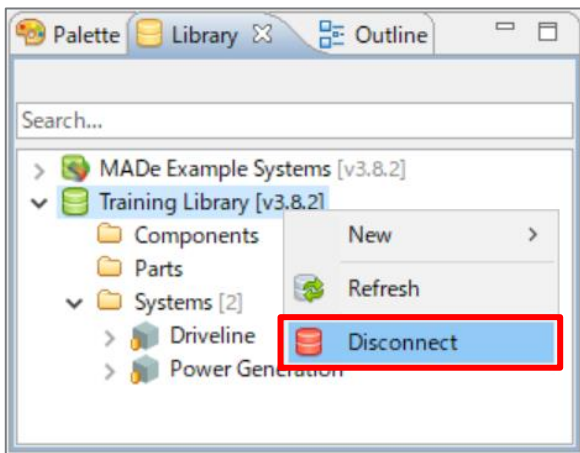 Palette Library Outline
Search...
MADe Example Systems [v3.8.2]
Training Library [v3.8.2]
Components New
Parts Refresh
Systems [2]
Driveline Disconnect
Power Generation